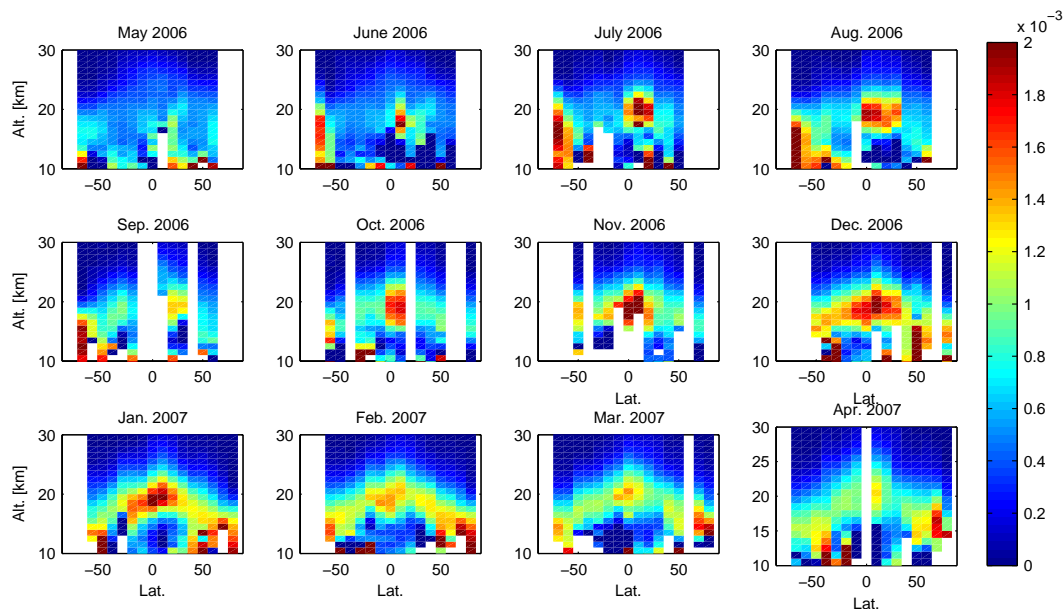 x 10−3
May 2006 June 2006 July 2006 Aug. 2006
30 30 30 30 2
Alt. [km] 20 20 20 20 1.8
10 10 10 10
−50 0 50 −50 0 50 −50 0 50 −50 0 50
1.6
1.4
Sep. 2006 Oct. 2006 Nov. 2006 Dec. 2006
30 30 30 30
1.2
Alt. [km] 20 20 20 20
1
10 10 10 10
−50 0 50 −50 0 50 −50 0 50 −50 0 50
Lat. Lat.
0.8
Jan. 2007 Feb. 2007 Mar. 2007 Apr. 2007
30 30 30 30
0.6
25
Alt. [km] 20 20 20 20
0.4
15
0.2
10 10 10 10
0
−50 0 50 −50 0 50 −50 0 50 −50 0 50
Lat. Lat. Lat. Lat.